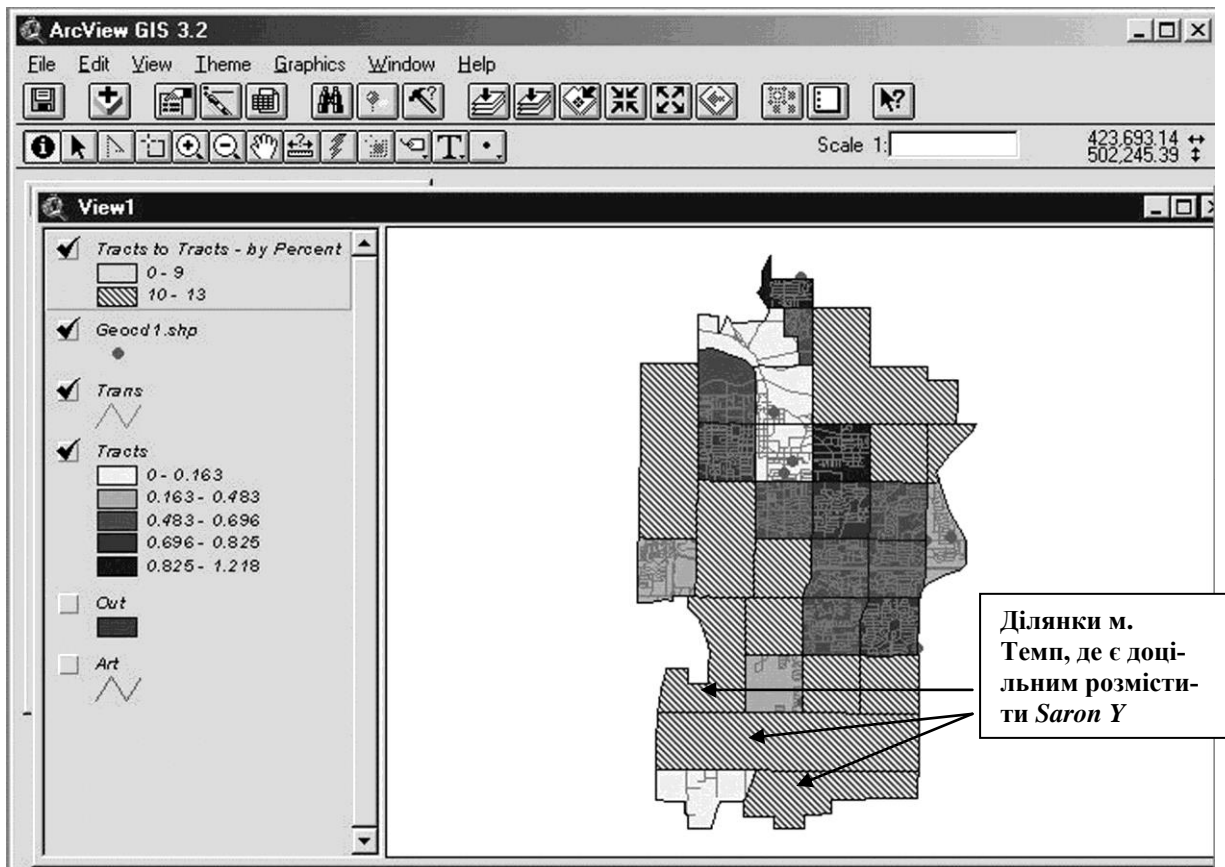 ArcView GIS 3.2
File Edit View Theme Graphics Window Help
Scale 1:
423,693.14
502,245.39
View1
Tracts to Tracts - by Percent
0 - 9
10 - 13
Geocd1.shp
Trans
Tracts
0 - 0.163
0.163 - 0.483
0.483 - 0.696
0.696 - 0.825
0.825 - 1.218
Out
Art
Ділянки м.
Темп, де є доці-
льним розмісти-
ти Saron Y